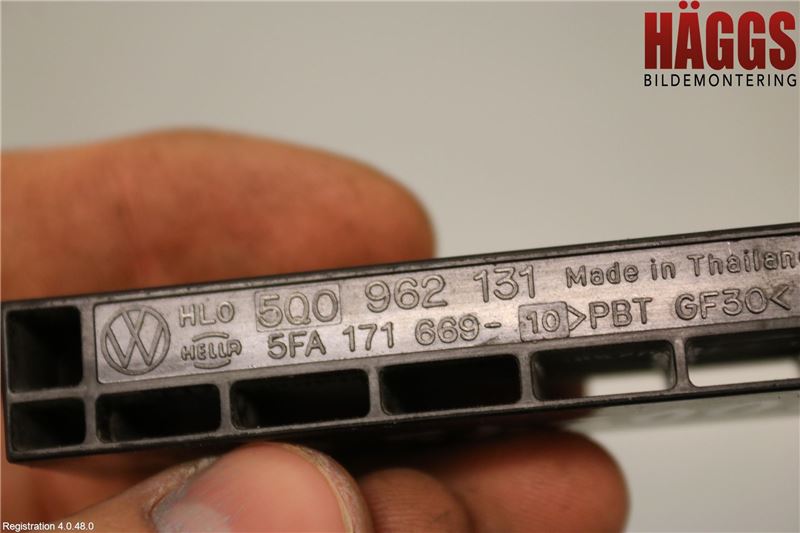 HÄGGS
BILDEMONTERING
HLO 5Q0 962 131 Made in Thailan
HELLA 5FA 171 669- 10 >PBT GF30<
Registration 4.0.48.0